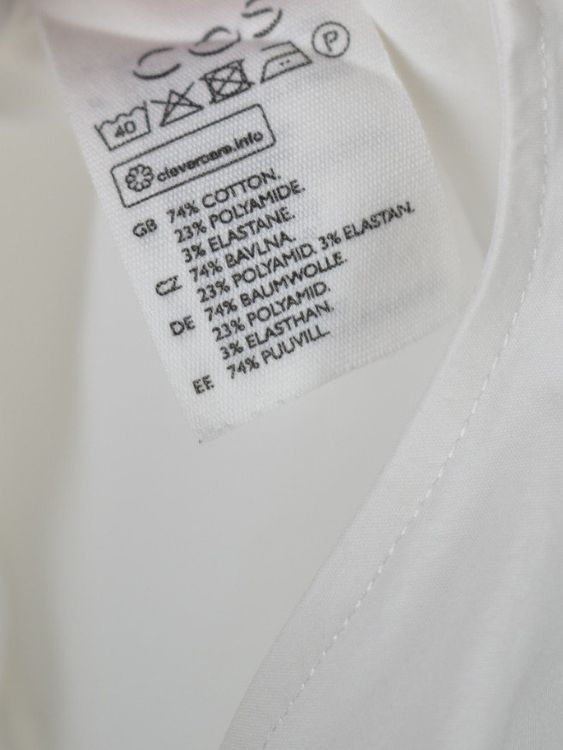 COS
P
40
clevercare.info
GB 74% COTTON.
23% POLYAMIDE.
3% ELASTANE.
CZ 74% BAVLNA.
23% POLYAMID. 3% ELASTAN.
DE 74% BAUMWOLLE.
23% POLYAMID.
3% ELASTHAN.
EE 74% PUUVILL.